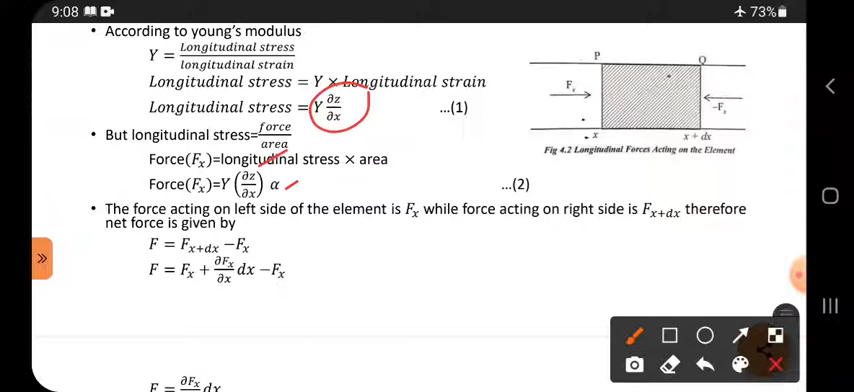 9:08 73%
• According to young's modulus
Y = Longitudinal stress / longitudinal strain
Longitudinal stress = Y × Longitudinal strain
Longitudinal stress = Y ∂z/∂x ...(1)
• But longitudinal stress=force/area
Force(Fₓ)=longitudinal stress × area
Force(Fₓ)=Y (∂z/∂x) α ...(2)
• The force acting on left side of the element is Fₓ while force acting on right side is Fₓ₊dₓ therefore
net force is given by
F = Fₓ₊dₓ −Fₓ
F = Fₓ + ∂Fₓ/∂x dx −Fₓ
F = ∂Fₓ/∂x dx
P Q
Fₓ −Fₓ
x x + dx
Fig 4.2 Longitudinal Forces Acting on the Element